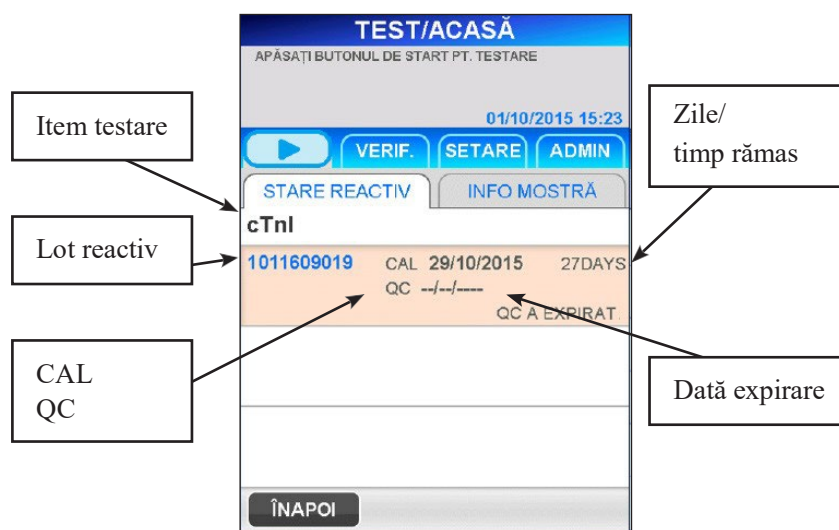 TEST/ACASĂ
APĂSAȚI BUTONUL DE START PT. TESTARE
01/10/2015 15:23
VERIF. SETARE ADMIN
STARE REACTIV INFO MOSTRĂ
cTnI
1011609019 CAL 29/10/2015 27DAYS
QC --/--/----
QC A EXPIRAT.
ÎNAPOI
Item testare
Lot reactiv
CAL
QC
Zile/
timp rămas
Dată expirare